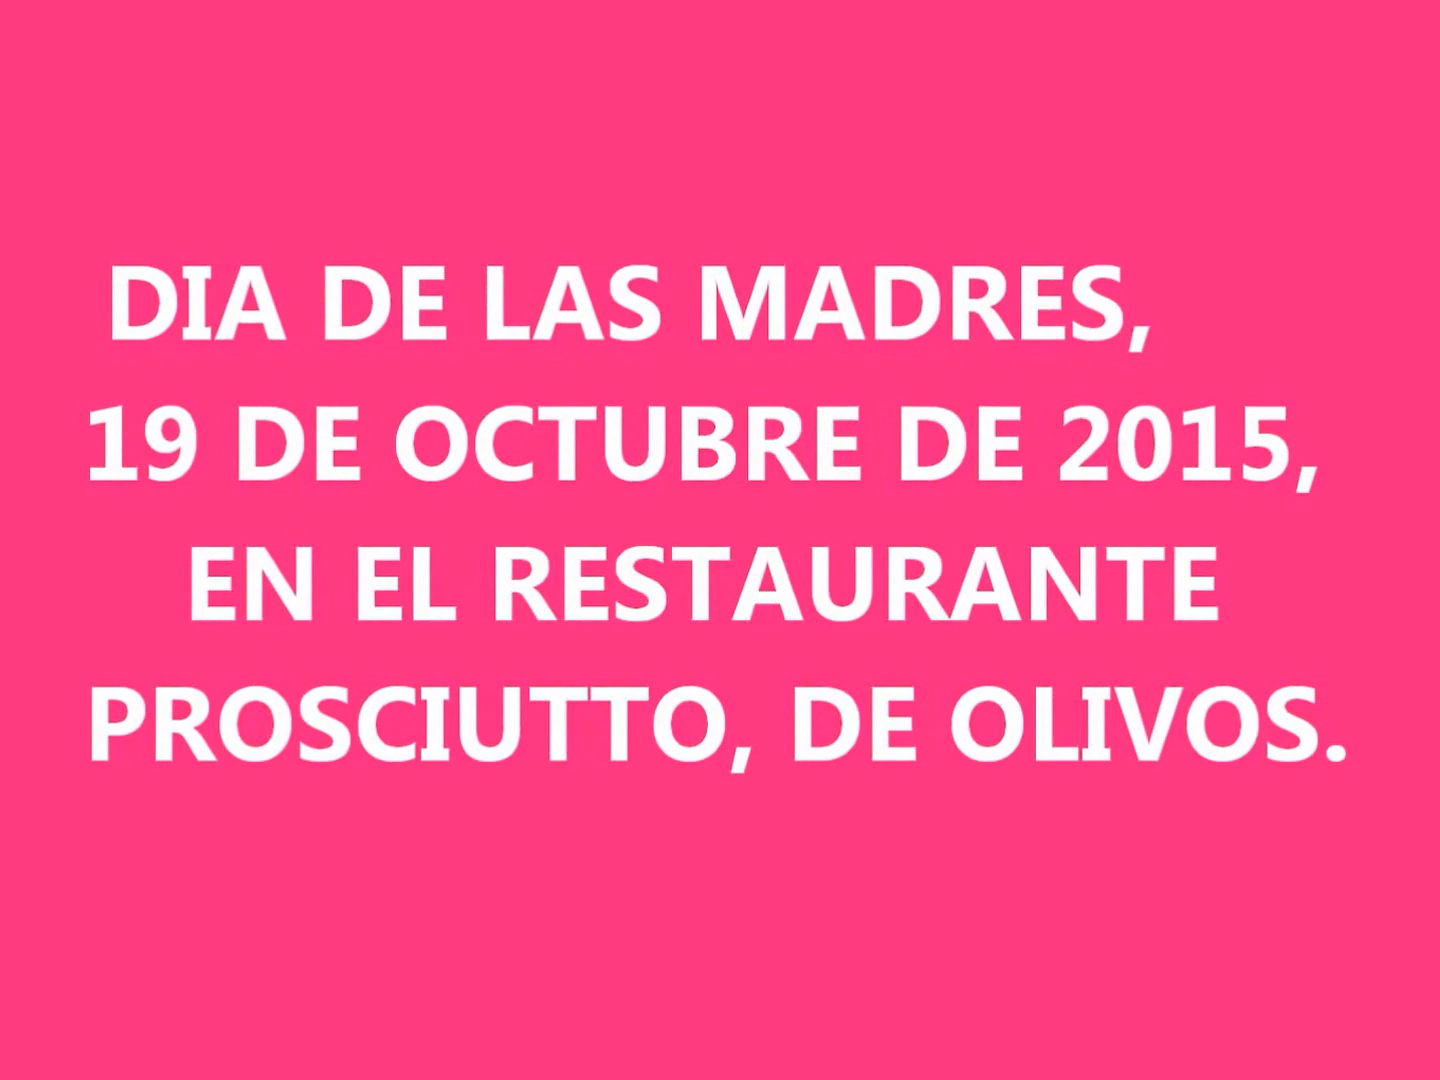 DIA DE LAS MADRES,
19 DE OCTUBRE DE 2015,
EN EL RESTAURANTE
PROSCIUTTO, DE OLIVOS.